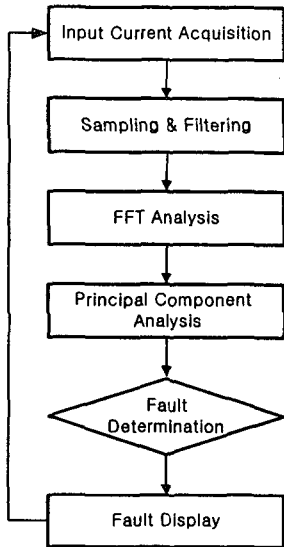 Input Current Acquisition
Sampling & Filtering
FFT Analysis
Principal Component
Analysis
Fault
Determination
Fault Display